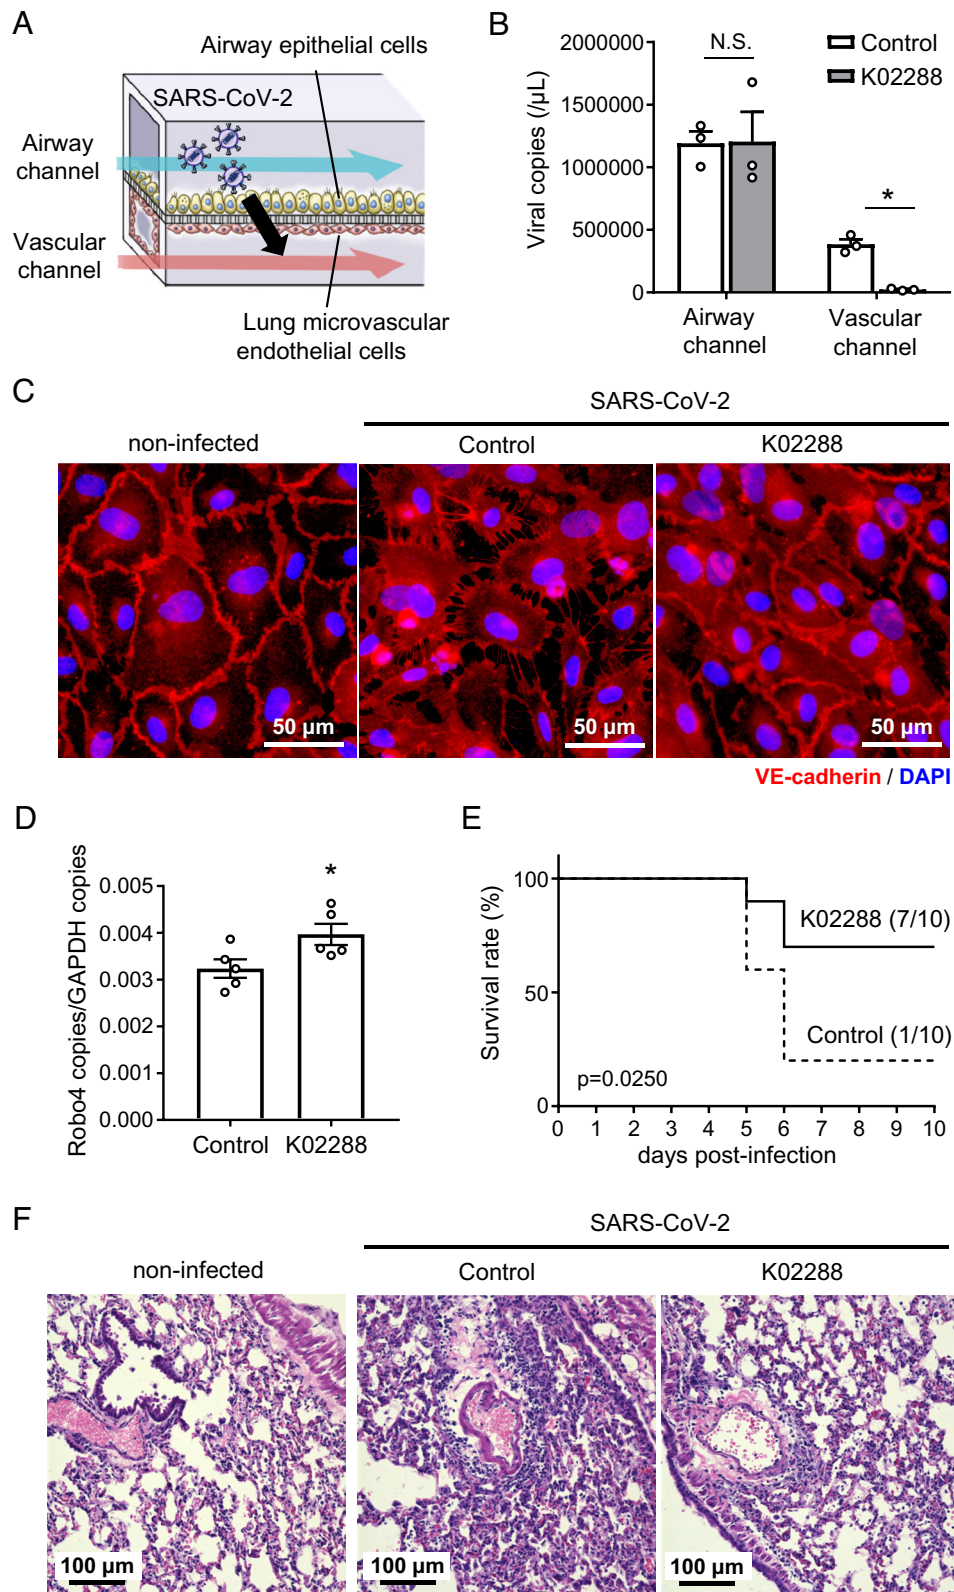 A
Airway epithelial cells
SARS-CoV-2
Airway
channel
Vascular
channel
Lung microvascular
endothelial cells
B
Viral copies (/µL)
2000000
1500000
1000000
500000
0
N.S.
*
Control
K02288
Airway
channel
Vascular
channel
C
SARS-CoV-2
non-infected
Control
K02288
50 µm
50 µm
50 µm
VE-cadherin / DAPI
D
Robo4 copies/GAPDH copies
0.005
0.004
0.003
0.002
0.001
0.000
*
Control
K02288
E
Survival rate (%)
100
50
0
K02288 (7/10)
Control (1/10)
p=0.0250
0 1 2 3 4 5 6 7 8 9 10
days post-infection
F
SARS-CoV-2
non-infected
Control
K02288
100 µm
100 µm
100 µm